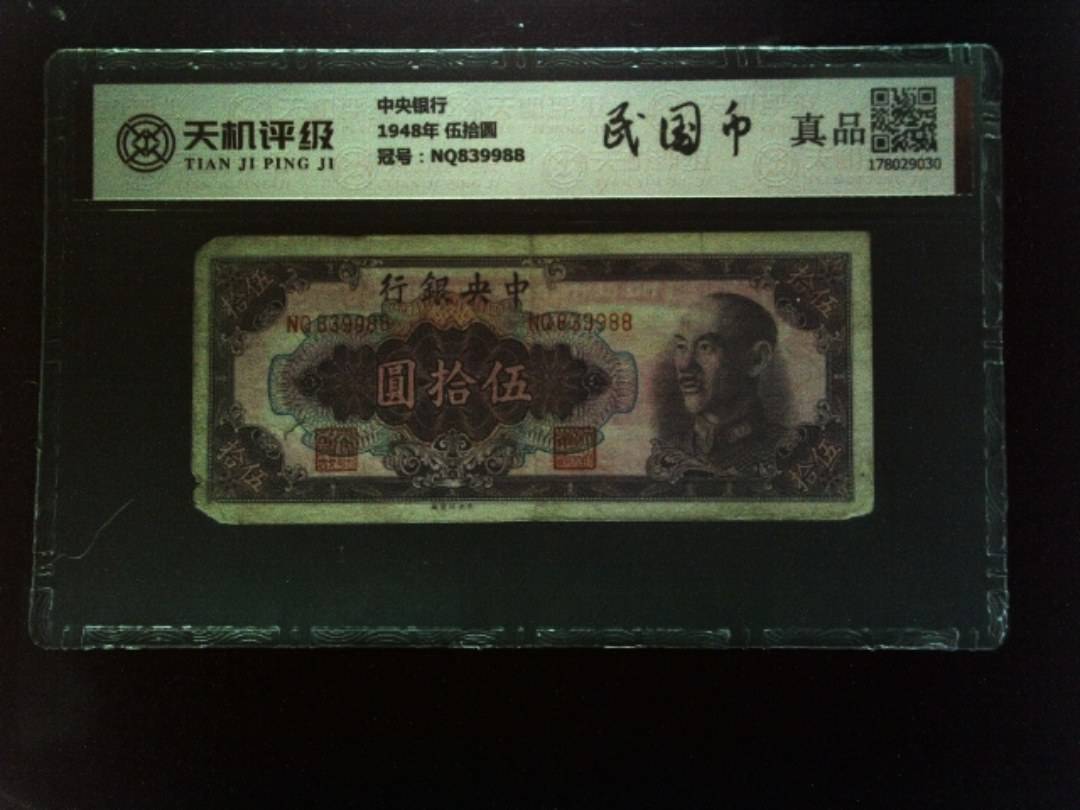 天机评级
TIAN JI PING JI
中央银行
1948年 伍拾圆
冠号：NQ839988
民国币
真品
178029030
行銀央中
NQ839988
NQ839988
圓拾伍
拾伍
拾伍
拾伍
拾伍